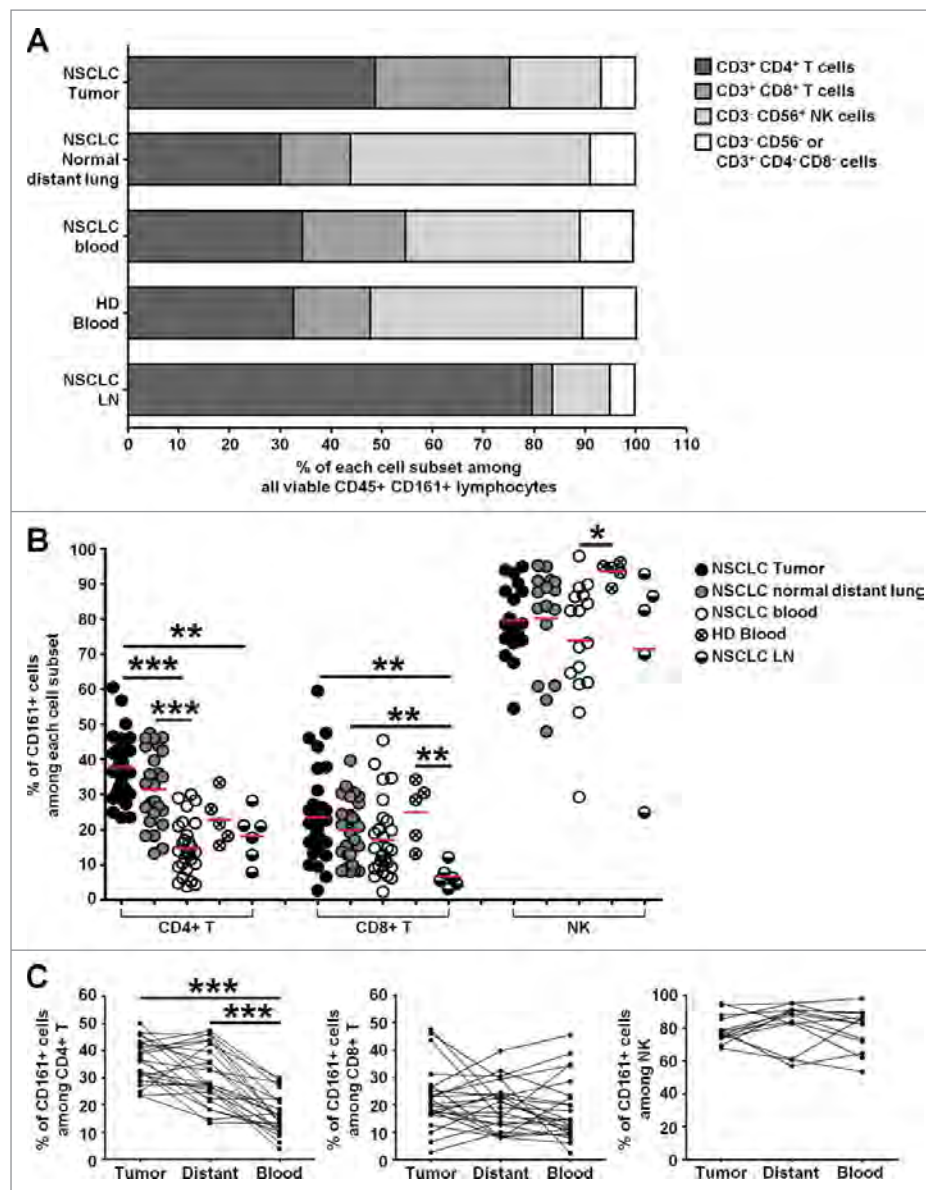 A
NSCLC
Tumor
NSCLC
Normal
distant lung
NSCLC
blood
HD
Blood
NSCLC
LN
0 10 20 30 40 50 60 70 80 90 100 110
% of each cell subset among
all viable CD45+ CD161+ lymphocytes
CD3+ CD4+ T cells
CD3+ CD8+ T cells
CD3- CD56+ NK cells
CD3- CD56- or
CD3+ CD4-CD8- cells
B
% of CD161+ cells
among each cell subset
100
90
80
70
60
50
40
30
20
10
0
**
***
***
**
**
**
*
CD4+ T
CD8+ T
NK
NSCLC Tumor
NSCLC normal distant lung
NSCLC blood
HD Blood
NSCLC LN
C
% of CD161+ cells
among CD4+ T
60
50
40
30
20
10
0
***
***
Tumor Distant Blood
% of CD161+ cells
among CD8+ T
60
50
40
30
20
10
0
Tumor Distant Blood
% of CD161+ cells
among NK
100
80
60
40
20
0
Tumor Distant Blood